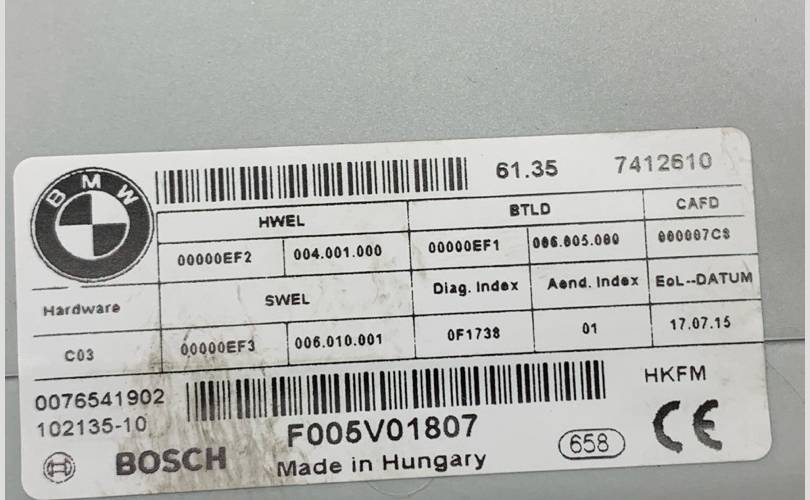 BMW
61.35 7412610
HWEL BTLD CAFD
00000EF2 004.001.000 00000EF1 006.005.000
Hardware SWEL Diag. Index Aend. Index EoL--DATUM
C03 00000EF3 006.010.001 0F1738 01 17.07.15
0076541902 HKFM
102135-10 F005V01807
BOSCH Made in Hungary 658 CE